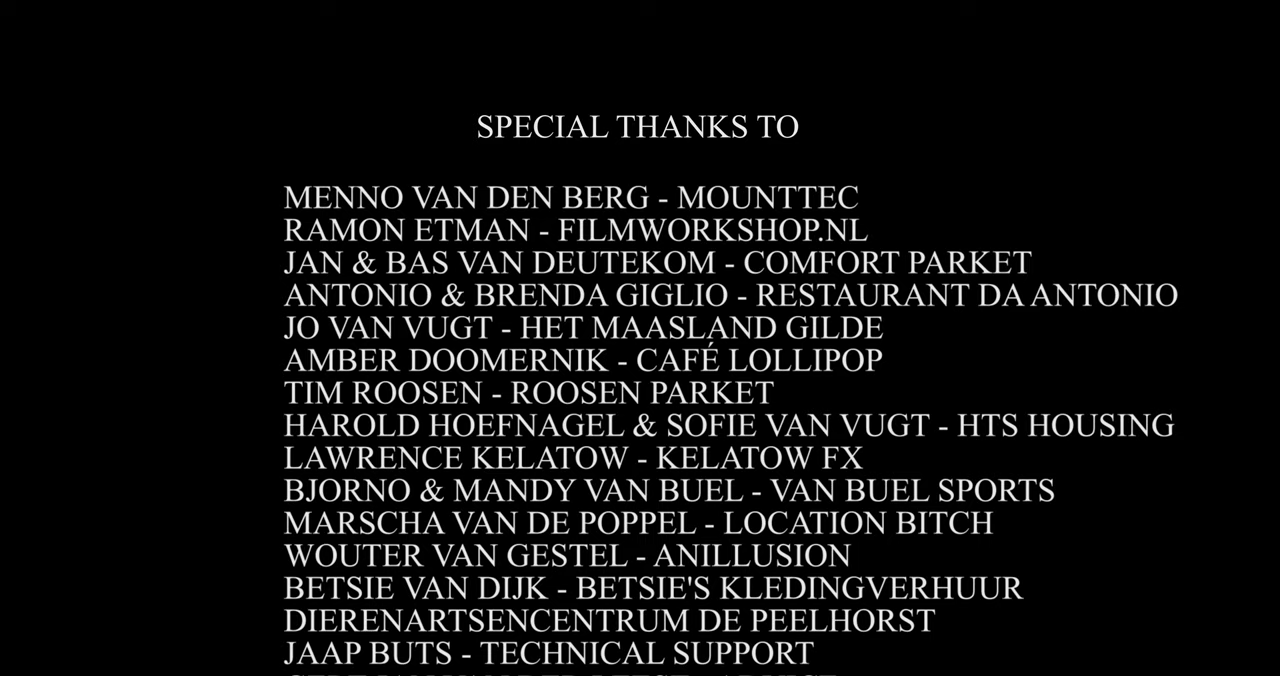 SPECIAL THANKS TO
MENNO VAN DEN BERG - MOUNTTEC
RAMON ETMAN - FILMWORKSHOP.NL
JAN & BAS VAN DEUTEKOM - COMFORT PARKET
ANTONIO & BRENDA GIGLIO - RESTAURANT DA ANTONIO
JO VAN VUGT - HET MAASLAND GILDE
AMBER DOOMERNIK - CAFÉ LOLLIPOP
TIM ROOSEN - ROOSEN PARKET
HAROLD HOEFNAGEL & SOFIE VAN VUGT - HTS HOUSING
LAWRENCE KELATOW - KELATOW FX
BJORNO & MANDY VAN BUEL - VAN BUEL SPORTS
MARSCHA VAN DE POPPEL - LOCATION BITCH
WOUTER VAN GESTEL - ANILLUSION
BETSIE VAN DIJK - BETSIE'S KLEDINGVERHUUR
DIERENARTSENCENTRUM DE PEELHORST
JAAP BUTS - TECHNICAL SUPPORT